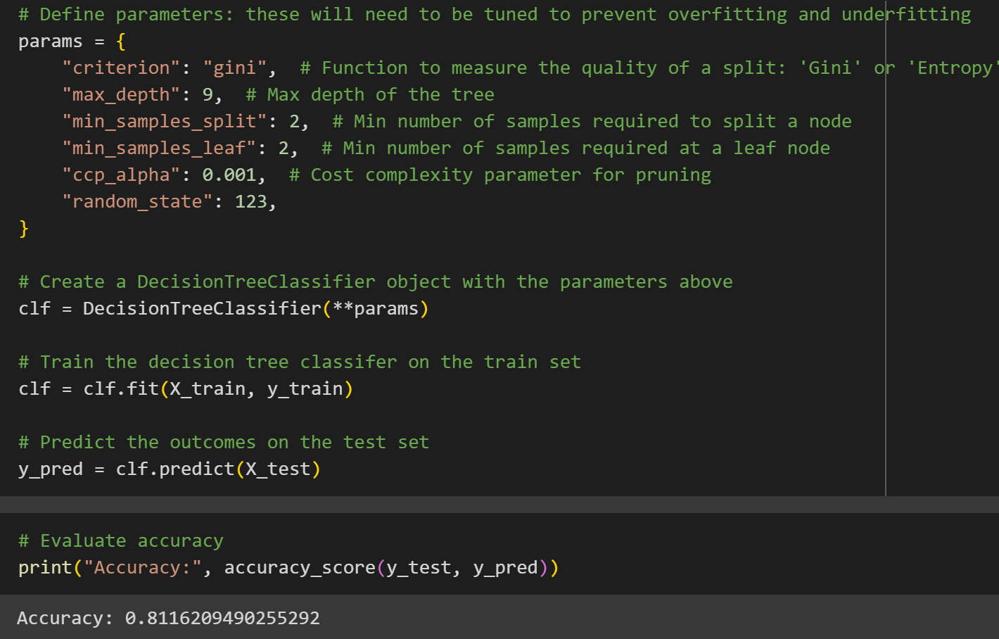 # Define parameters: these will need to be tuned to prevent overfitting and underfitting
params = {
    "criterion": "gini",  # Function to measure the quality of a split: 'Gini' or 'Entropy'
    "max_depth": 9,  # Max depth of the tree
    "min_samples_split": 2,  # Min number of samples required to split a node
    "min_samples_leaf": 2,  # Min number of samples required at a leaf node
    "ccp_alpha": 0.001,  # Cost complexity parameter for pruning
    "random_state": 123,
}
# Create a DecisionTreeClassifier object with the parameters above
clf = DecisionTreeClassifier(**params)
# Train the decision tree classifer on the train set
clf = clf.fit(X_train, y_train)
# Predict the outcomes on the test set
y_pred = clf.predict(X_test)
# Evaluate accuracy
print("Accuracy:", accuracy_score(y_test, y_pred))
Accuracy: 0.8116209490255292